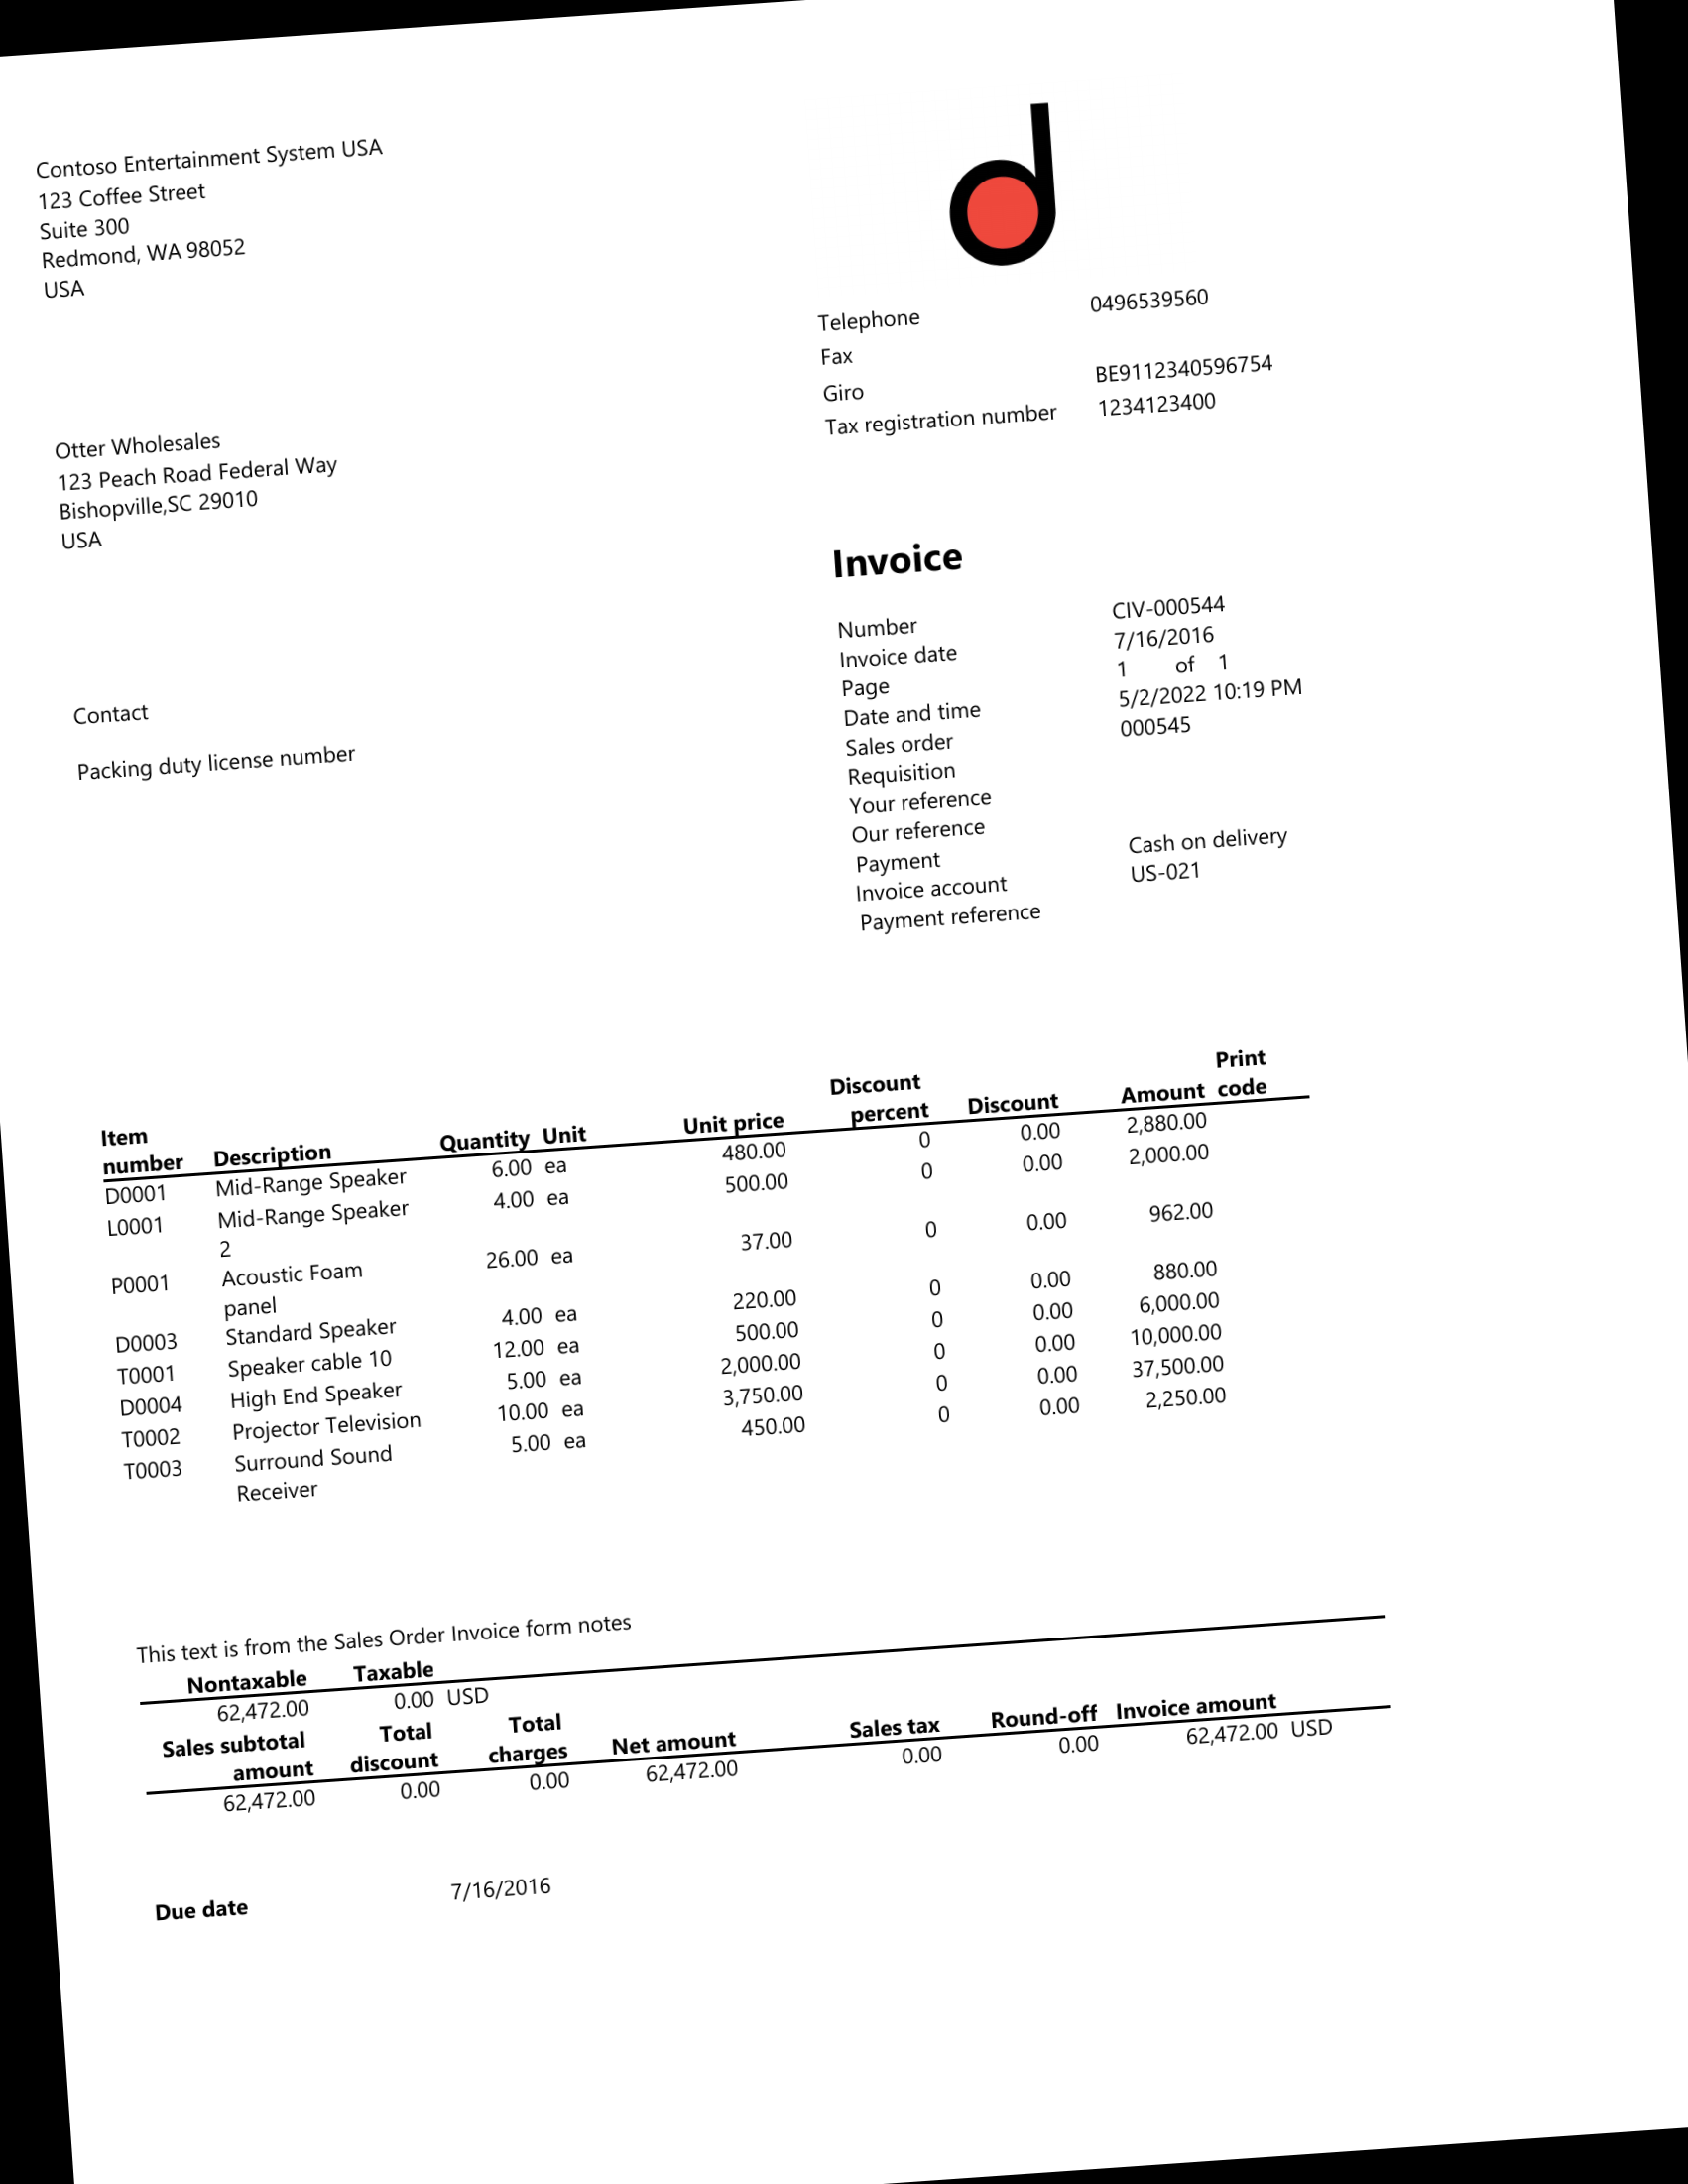 Contoso Entertainment System USA
123 Coffee Street
Suite 300
Redmond, WA 98052
USA
Telephone 0496539560
Fax
Giro BE9112340596754
Tax registration number 1234123400
Otter Wholesales
123 Peach Road Federal Way
Bishopville,SC 29010
USA
Invoice
Number CIV-000544
Invoice date 7/16/2016
Page 1 of 1
Date and time 5/2/2022 10:19 PM
Sales order 000545
Requisition
Your reference
Our reference
Payment Cash on delivery
Invoice account US-021
Payment reference
Contact
Packing duty license number
Item number Description Quantity Unit Unit price Discount percent Discount Amount Print code
D0001 Mid-Range Speaker 6.00 ea 480.00 0 0.00 2,880.00
L0001 Mid-Range Speaker 4.00 ea 500.00 0 0.00 2,000.00
2
P0001 Acoustic Foam 26.00 ea 37.00 0 0.00 962.00
panel
D0003 Standard Speaker 4.00 ea 220.00 0 0.00 880.00
T0001 Speaker cable 10 12.00 ea 500.00 0 0.00 6,000.00
D0004 High End Speaker 5.00 ea 2,000.00 0 0.00 10,000.00
T0002 Projector Television 10.00 ea 3,750.00 0 0.00 37,500.00
T0003 Surround Sound 5.00 ea 450.00 0 0.00 2,250.00
Receiver
This text is from the Sales Order Invoice form notes
Nontaxable Taxable
62,472.00 0.00 USD
Sales subtotal amount Total discount Total charges Net amount Sales tax Round-off Invoice amount
62,472.00 0.00 0.00 62,472.00 0.00 0.00 62,472.00 USD
Due date 7/16/2016